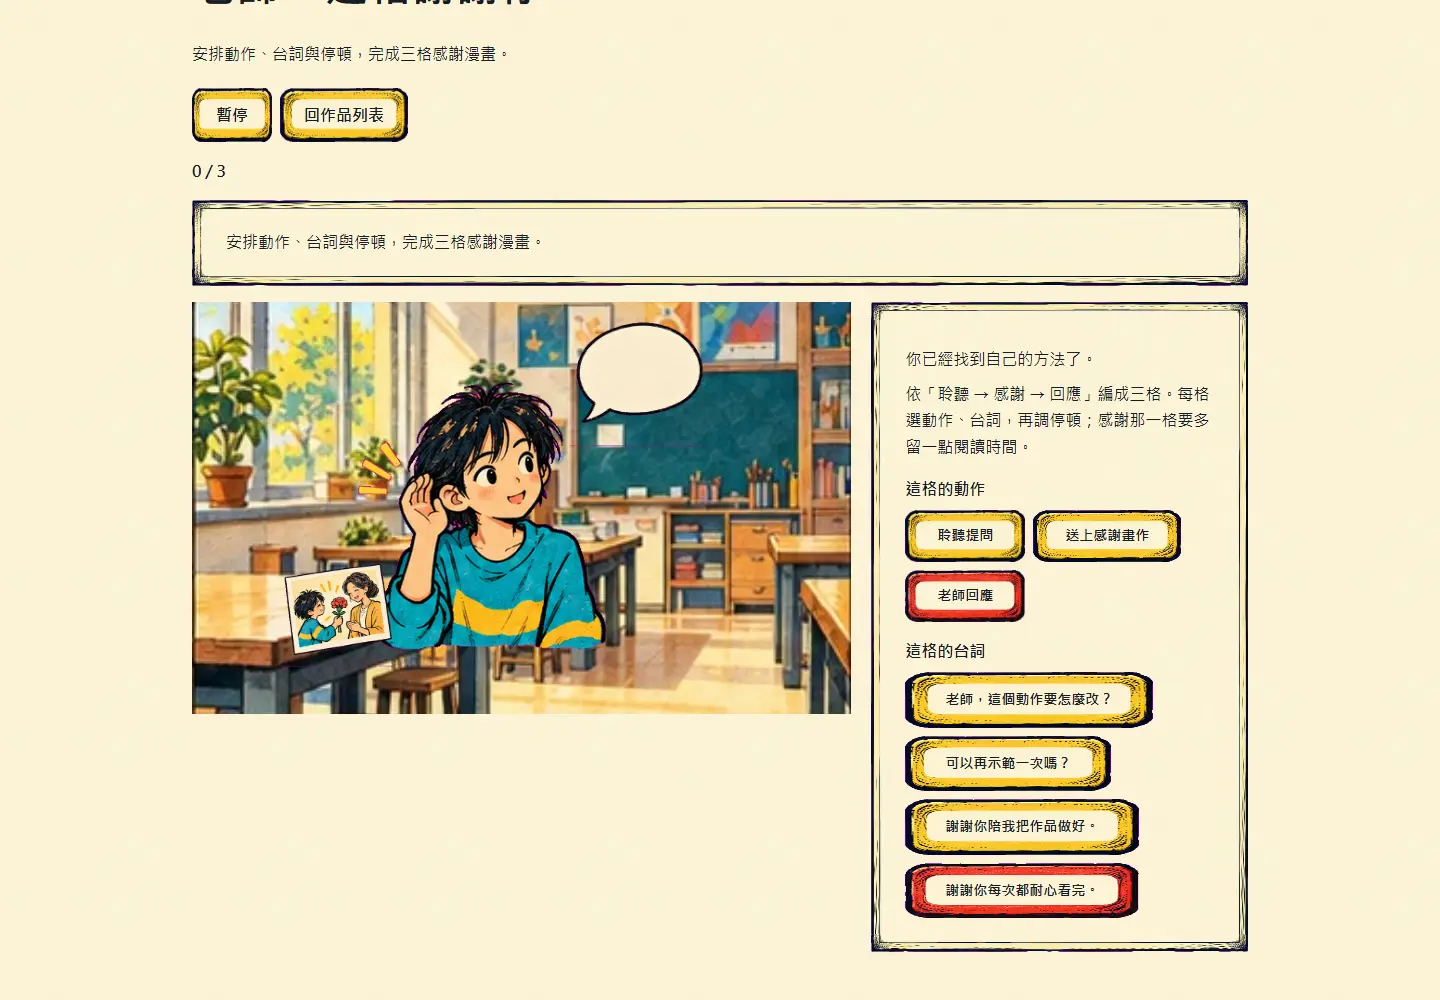 安排動作、台詞與停頓，完成三格感謝漫畫。
暫停
回作品列表
0 / 3
安排動作、台詞與停頓，完成三格感謝漫畫。
你已經找到自己的方法了。
依「聆聽 → 感謝 → 回應」編成三格。每格
選動作、台詞，再調停頓；感謝那一格要多
留一點閱讀時間。
這格的動作
聆聽提問
送上感謝畫作
老師回應
這格的台詞
老師，這個動作要怎麼改？
可以再示範一次嗎？
謝謝你陪我把作品做好。
謝謝你每次都耐心看完。